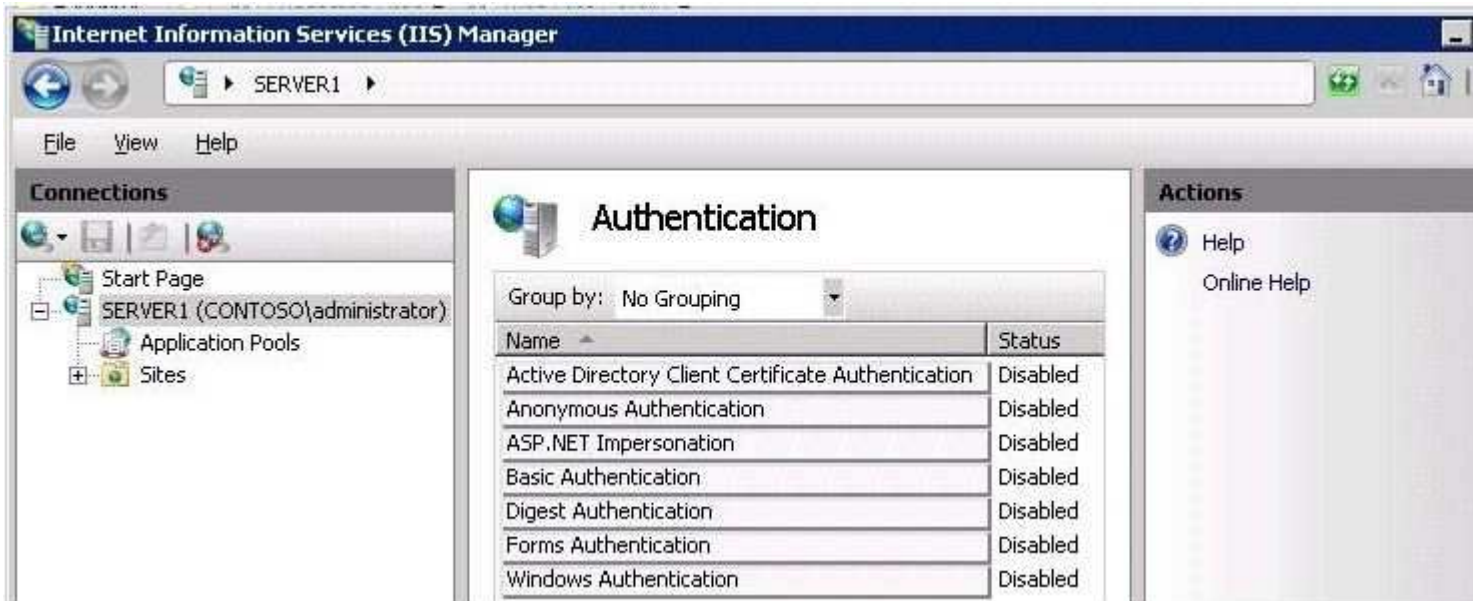 Internet Information Services (IIS) Manager
SERVER1
File View Help
Connections
Start Page
SERVER1 (CONTOSO\administrator)
Application Pools
Sites
Authentication
Group by: No Grouping
Name Status
Active Directory Client Certificate Authentication Disabled
Anonymous Authentication Disabled
ASP.NET Impersonation Disabled
Basic Authentication Disabled
Digest Authentication Disabled
Forms Authentication Disabled
Windows Authentication Disabled
Actions
Help
Online Help